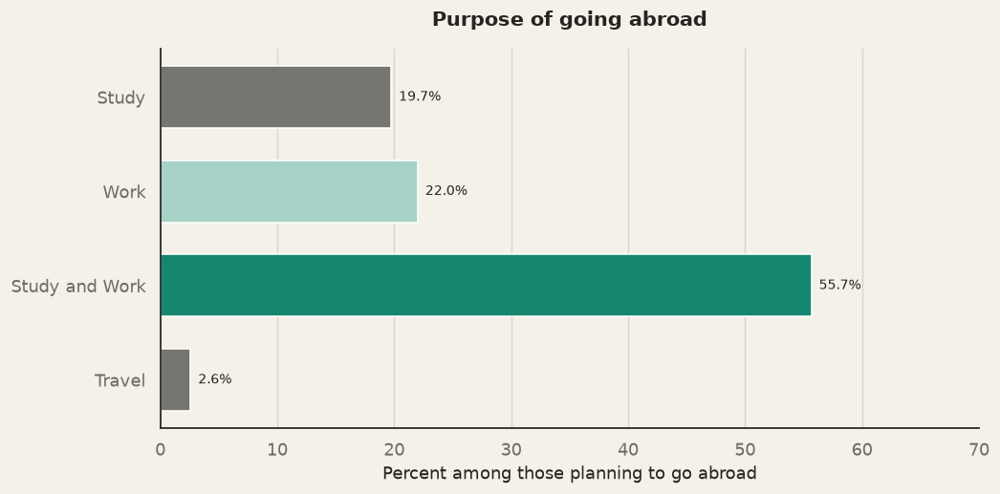 Purpose of going abroad
Study
19.7%
Work
22.0%
Study and Work
55.7%
Travel
2.6%
0 10 20 30 40 50 60 70
Percent among those planning to go abroad